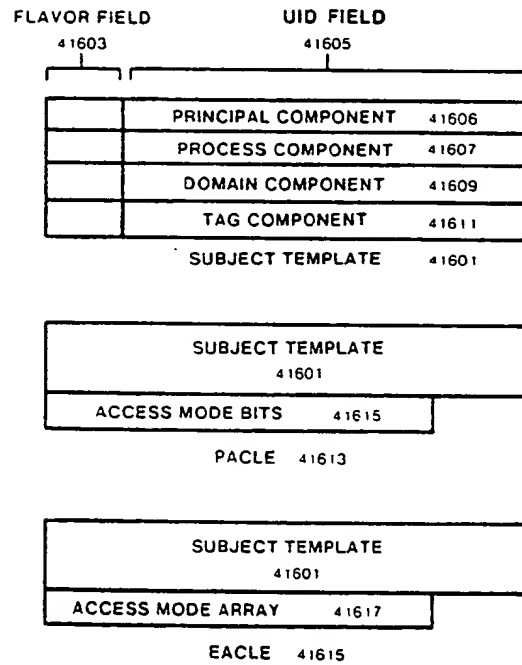 FLAVOR FIELD UID FIELD
41603 41605
PRINCIPAL COMPONENT 41606
PROCESS COMPONENT 41607
DOMAIN COMPONENT 41609
TAG COMPONENT 41611
SUBJECT TEMPLATE 41601
SUBJECT TEMPLATE
41601
ACCESS MODE BITS 41615
PACLE 41613
SUBJECT TEMPLATE
41601
ACCESS MODE ARRAY 41617
EACLE 41615